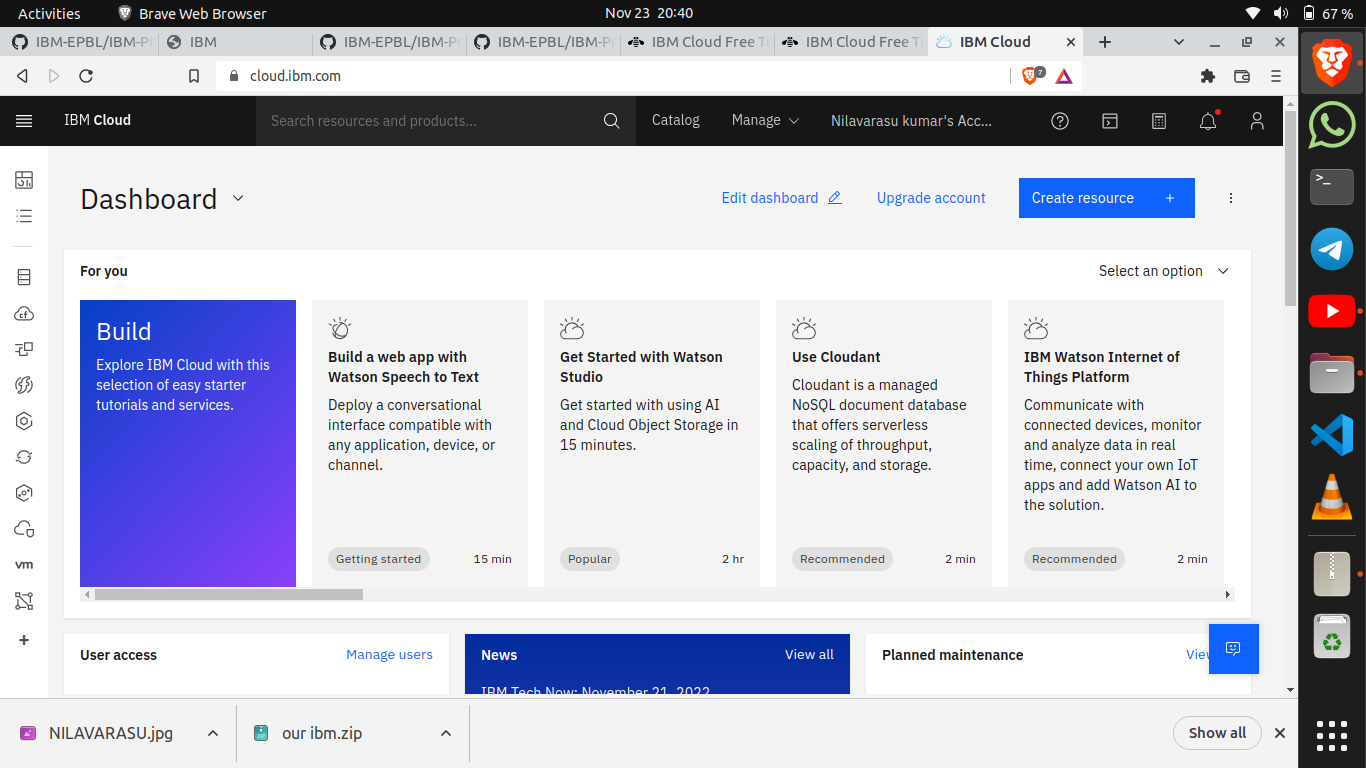 Activities
Brave Web Browser
Nov 23 20:40
67 %
IBM-EPBL/IBM-Pr
IBM
IBM-EPBL/IBM-Pr
IBM-EPBL/IBM-Pr
IBM Cloud Free T
IBM Cloud Free T
IBM Cloud
cloud.ibm.com
7
IBM Cloud
Search resources and products...
Catalog
Manage
Nilavarasu kumar's Acc...
Dashboard
Edit dashboard
Upgrade account
Create resource +
For you
Select an option
Build
Explore IBM Cloud with this
selection of easy starter
tutorials and services.
Build a web app with
Watson Speech to Text
Deploy a conversational
interface compatible with
any application, device, or
channel.
Getting started
15 min
Get Started with Watson
Studio
Get started with using AI
and Cloud Object Storage in
15 minutes.
Popular
2 hr
Use Cloudant
Cloudant is a managed
NoSQL document database
that offers serverless
scaling of throughput,
capacity, and storage.
Recommended
2 min
IBM Watson Internet of
Things Platform
Communicate with
connected devices, monitor
and analyze data in real
time, connect your own IoT
apps and add Watson AI to
the solution.
Recommended
2 min
cf
vm
User access
Manage users
News
View all
IBM Tech Now: November 21, 2022
Planned maintenance
View
NILAVARASU.jpg
our ibm.zip
Show all